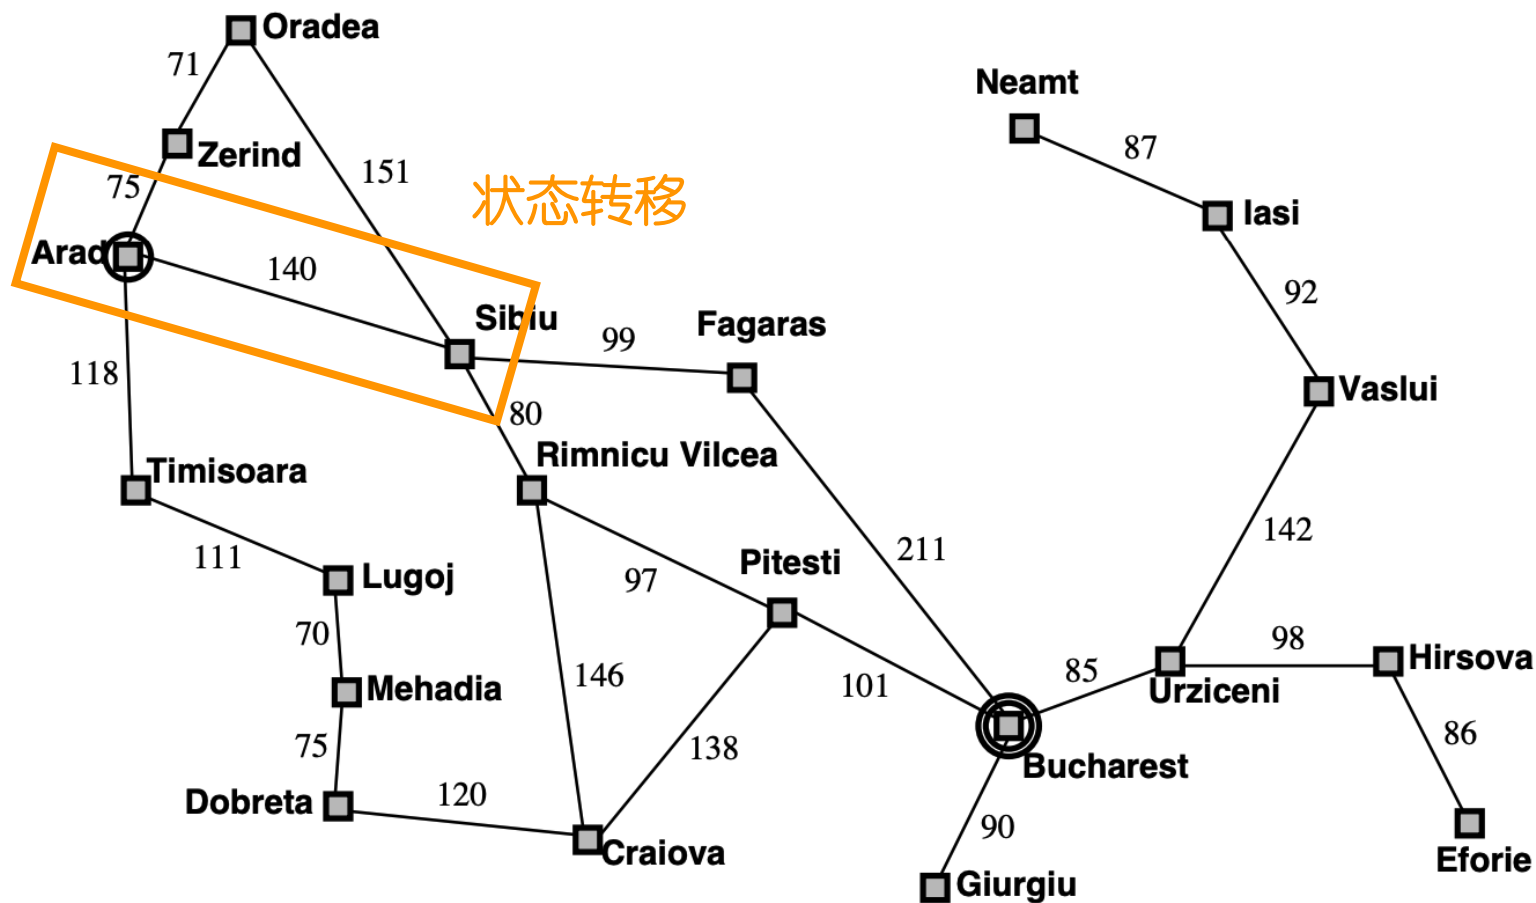 Oradea
71
Neamt
87
Zerind
151
75
状态转移
Iasi
Arad
140
92
Sibiu
Fagaras
99
118
Vaslui
80
Rimnicu Vilcea
Timisoara
142
211
111
Pitesti
Lugoj
97
70
98
Hirsova
85
146
101
Urziceni
Mehadia
86
75
138
Bucharest
120
Dobreta
90
Craiova
Eforie
Giurgiu